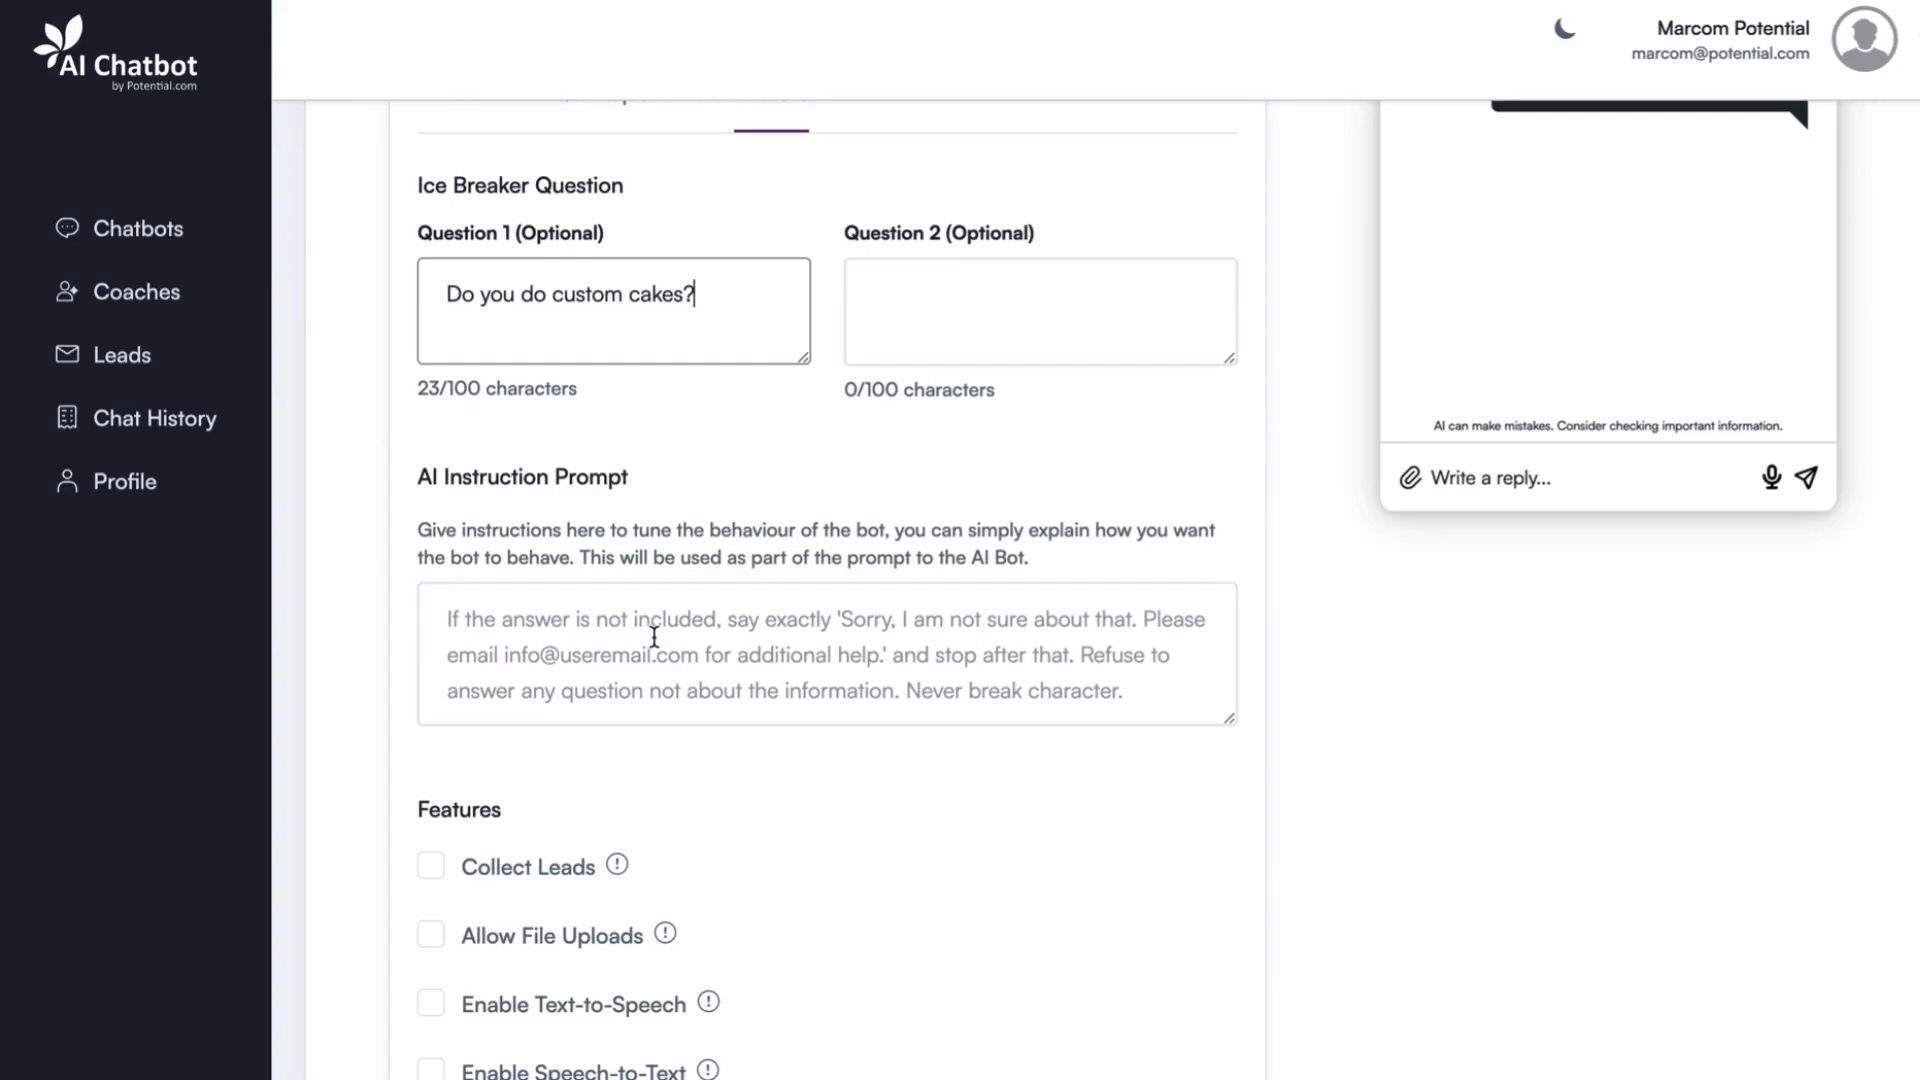 AI Chatbot
by Potential.com
Marcom Potential
marcom@potential.com
Chatbots
Coaches
Leads
Chat History
Profile
Ice Breaker Question
Question 1 (Optional)
Question 2 (Optional)
Do you do custom cakes?
23/100 characters
0/100 characters
AI Instruction Prompt
Give instructions here to tune the behaviour of the bot, you can simply explain how you want
the bot to behave. This will be used as part of the prompt to the AI Bot.
If the answer is not included, say exactly 'Sorry, I am not sure about that. Please
email info@useremail.com for additional help.' and stop after that. Refuse to
answer any question not about the information. Never break character.
Features
Collect Leads
Allow File Uploads
Enable Text-to-Speech
Enable Speech-to-Text
AI can make mistakes. Consider checking important information.
Write a reply...